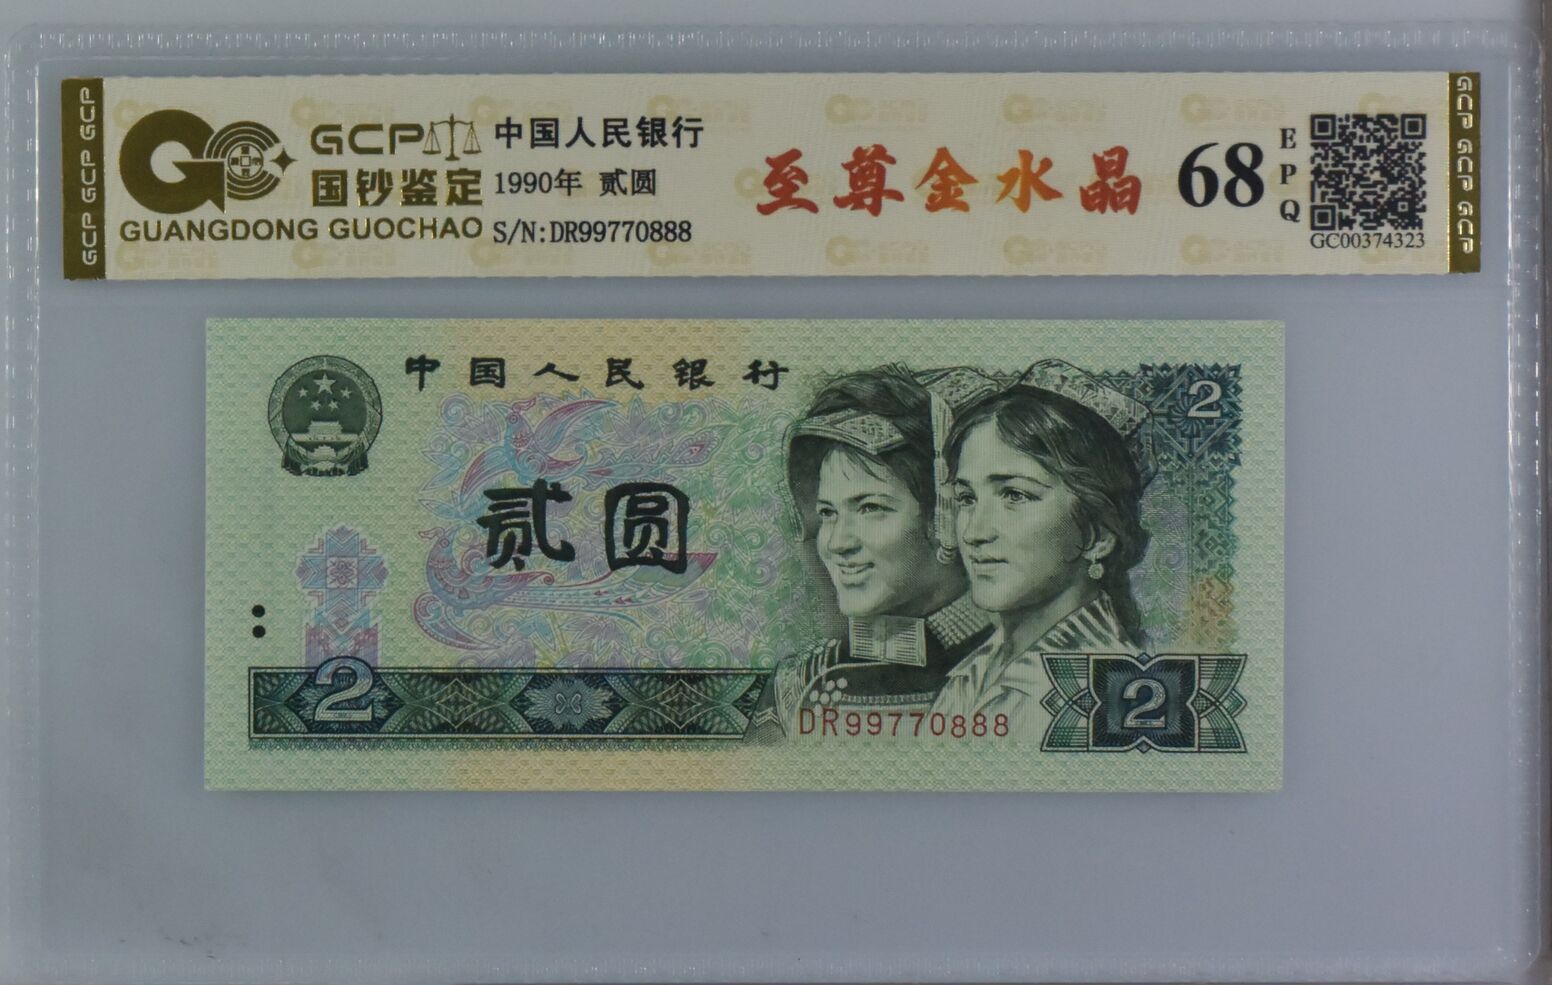 GCP GCP GCP
GCP
国钞鉴定
GUANGDONG GUOCHAO
中国人民银行
1990年 贰圆
S/N:DR99770888
至尊金水晶
68
EPQ
GC00374323
GCP GCP GCP
中国人民银行
2
贰圆
2
DR99770888
2